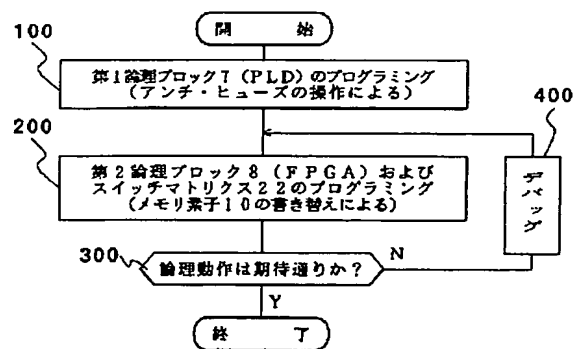 開 始
100
第1論理ブロック7(PLD)のプログラミング
(アンチ・ヒューズの操作による)
400
200
第2論理ブロック8(FPGA)および
スイッチマトリクス22のプログラミング
(メモリ素子10の書き替えによる)
デバッグ
300
論理動作は期待通りか?
N
Y
終 了